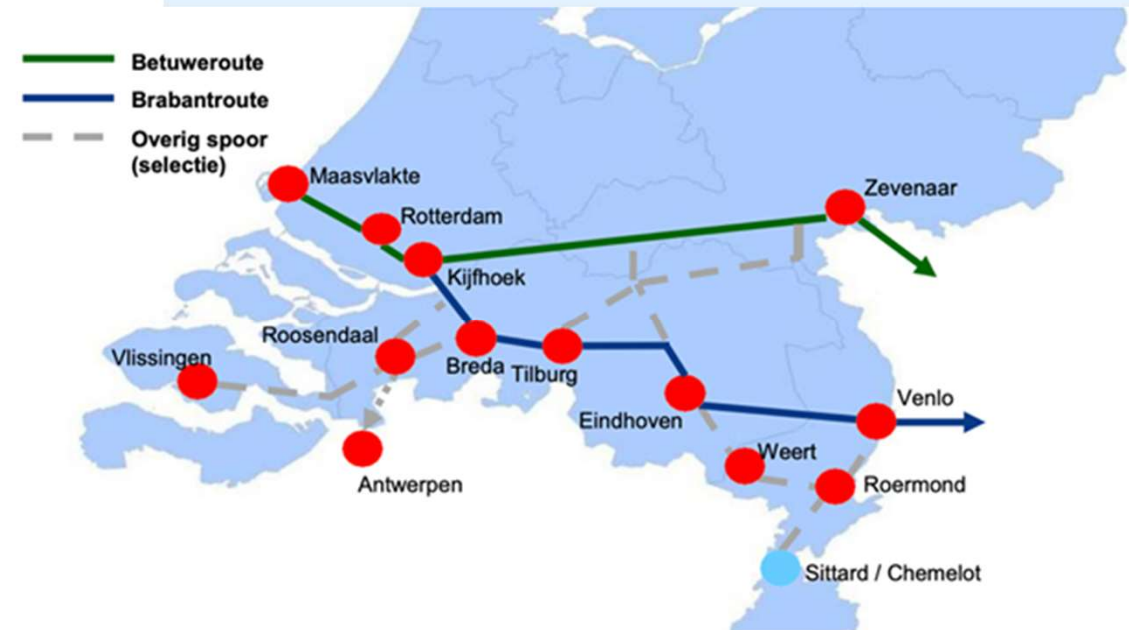 Betuweroute
Brabantroute
Overig spoor
(selectie)
Maasvlakte
Zevenaar
Rotterdam
Kijfhoek
Roosendaal
Vlissingen
Breda
Tilburg
Venlo
Eindhoven
Weert
Antwerpen
Roermond
Sittard / Chemelot